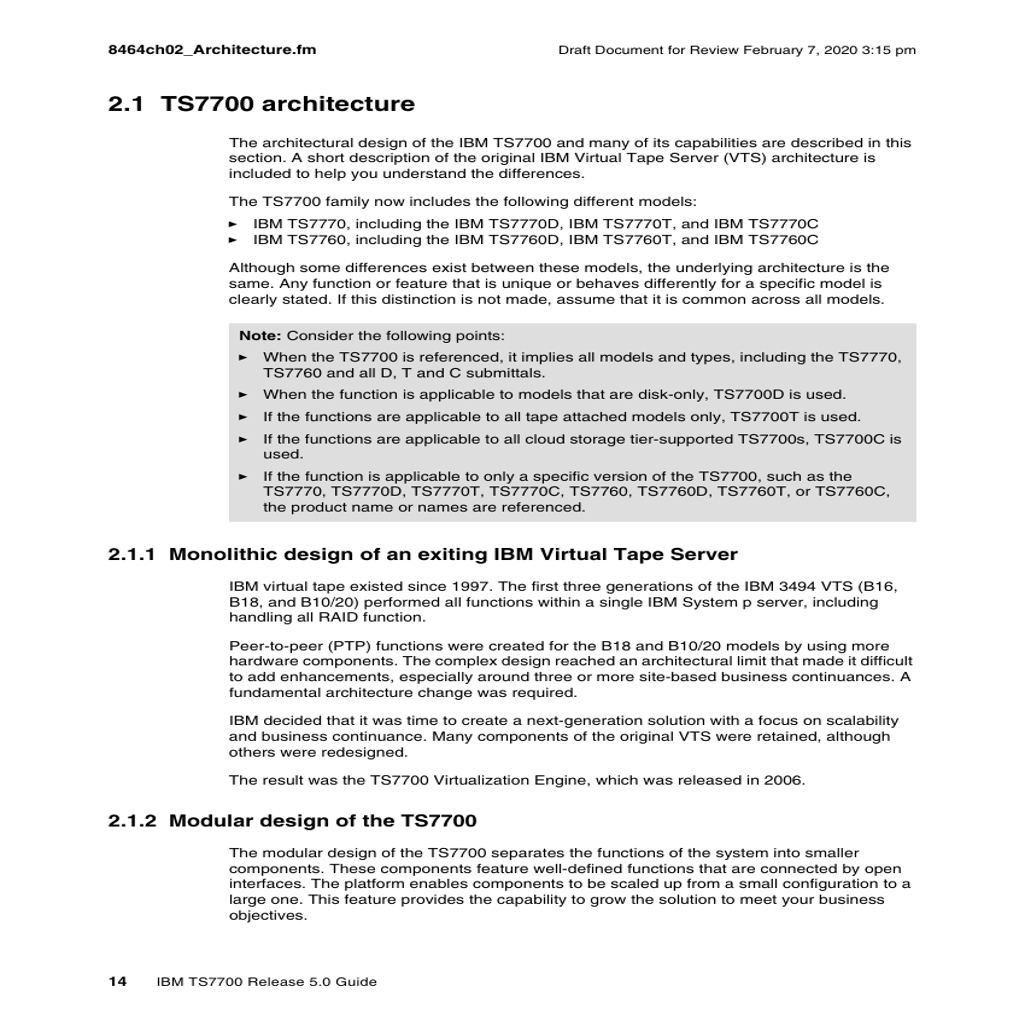 8464ch02_Architecture.fm
Draft Document for Review February 7, 2020 3:15 pm
2.1 TS7700 architecture
The architectural design of the IBM TS7700 and many of its capabilities are described in this
section. A short description of the original IBM Virtual Tape Server (VTS) architecture is
included to help you understand the differences.
The TS7700 family now includes the following different models:
► IBM TS7770, including the IBM TS7770D, IBM TS7770T, and IBM TS7770C
► IBM TS7760, including the IBM TS7760D, IBM TS7760T, and IBM TS7760C
Although some differences exist between these models, the underlying architecture is the
same. Any function or feature that is unique or behaves differently for a specific model is
clearly stated. If this distinction is not made, assume that it is common across all models.
Note: Consider the following points:
► When the TS7700 is referenced, it implies all models and types, including the TS7770,
TS7760 and all D, T and C submittals.
► When the function is applicable to models that are disk-only, TS7700D is used.
► If the functions are applicable to all tape attached models only, TS7700T is used.
► If the functions are applicable to all cloud storage tier-supported TS7700s, TS7700C is
used.
► If the function is applicable to only a specific version of the TS7700, such as the
TS7770, TS7770D, TS7770T, TS7770C, TS7760, TS7760D, TS7760T, or TS7760C,
the product name or names are referenced.
2.1.1 Monolithic design of an exiting IBM Virtual Tape Server
IBM virtual tape existed since 1997. The first three generations of the IBM 3494 VTS (B16,
B18, and B10/20) performed all functions within a single IBM System p server, including
handling all RAID function.
Peer-to-peer (PTP) functions were created for the B18 and B10/20 models by using more
hardware components. The complex design reached an architectural limit that made it difficult
to add enhancements, especially around three or more site-based business continuances. A
fundamental architecture change was required.
IBM decided that it was time to create a next-generation solution with a focus on scalability
and business continuance. Many components of the original VTS were retained, although
others were redesigned.
The result was the TS7700 Virtualization Engine, which was released in 2006.
2.1.2 Modular design of the TS7700
The modular design of the TS7700 separates the functions of the system into smaller
components. These components feature well-defined functions that are connected by open
interfaces. The platform enables components to be scaled up from a small configuration to a
large one. This feature provides the capability to grow the solution to meet your business
objectives.
14 IBM TS7700 Release 5.0 Guide